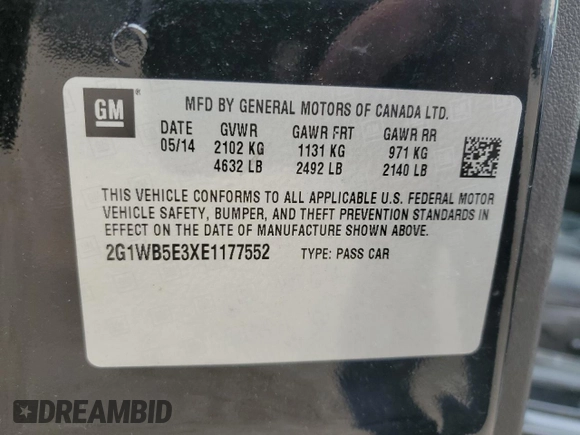 GM ®
MFD BY GENERAL MOTORS OF CANADA LTD.
DATE GVWR GAWR FRT GAWR RR
05/14 2102 KG 1131 KG 971 KG
4632 LB 2492 LB 2140 LB
THIS VEHICLE CONFORMS TO ALL APPLICABLE U.S. FEDERAL MOTOR
VEHICLE SAFETY, BUMPER, AND THEFT PREVENTION STANDARDS IN
EFFECT ON THE DATE OF MANUFACTURE SHOWN ABOVE.
2G1WB5E3XE1177552 TYPE: PASS CAR
DREAMBID